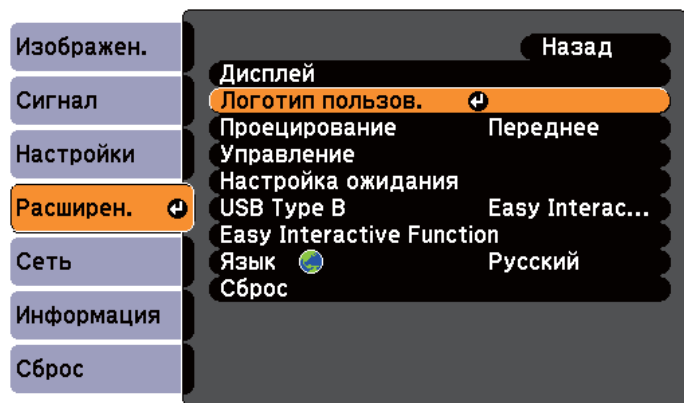 Изображен.
Сигнал
Настройки
Расширен.
Сеть
Информация
Сброс
Назад
Дисплей
Логотип пользов.
Проецирование Переднее
Управление
Настройка ожидания
USB Type B Easy Interac...
Easy Interactive Function
Язык Русский
Сброс